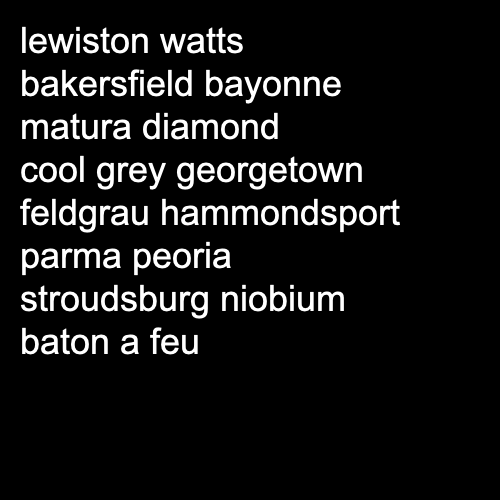 lewiston watts
bakersfield bayonne
matura diamond
cool grey georgetown
feldgrau hammondsport
parma peoria
stroudsburg niobium
baton a feu